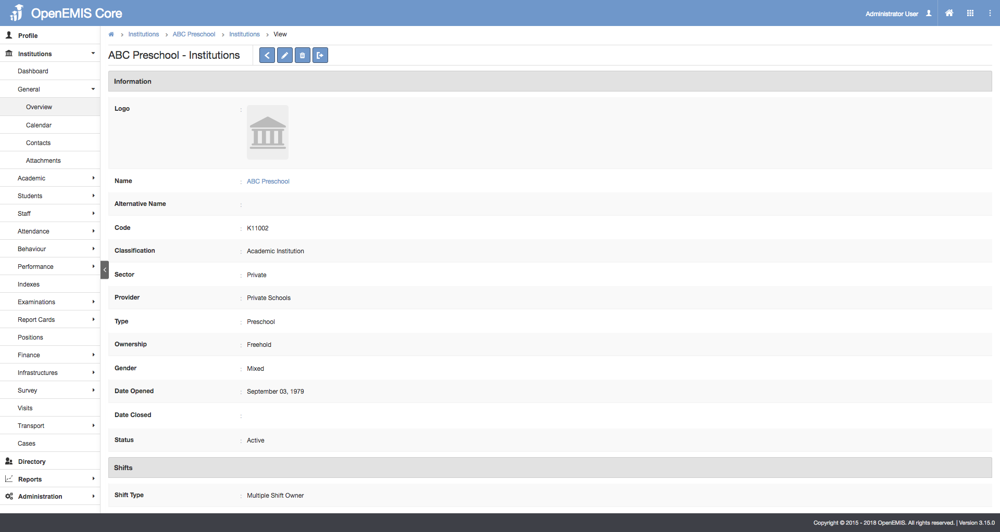 OpenEMIS Core
Administrator User
Profile
Institutions
Dashboard
General
Overview
Calendar
Contacts
Attachments
Academic
Students
Staff
Attendance
Behaviour
Performance
Indexes
Examinations
Report Cards
Positions
Finance
Infrastructures
Survey
Visits
Transport
Cases
Directory
Reports
Administration
Institutions > ABC Preschool > Institutions > View
ABC Preschool - Institutions
Information
Logo :
Name : ABC Preschool
Alternative Name :
Code : K11002
Classification : Academic Institution
Sector : Private
Provider : Private Schools
Type : Preschool
Ownership : Freehold
Gender : Mixed
Date Opened : September 03, 1979
Date Closed :
Status : Active
Shifts
Shift Type : Multiple Shift Owner
Copyright © 2015 - 2018 OpenEMIS. All rights reserved. | Version 3.15.0